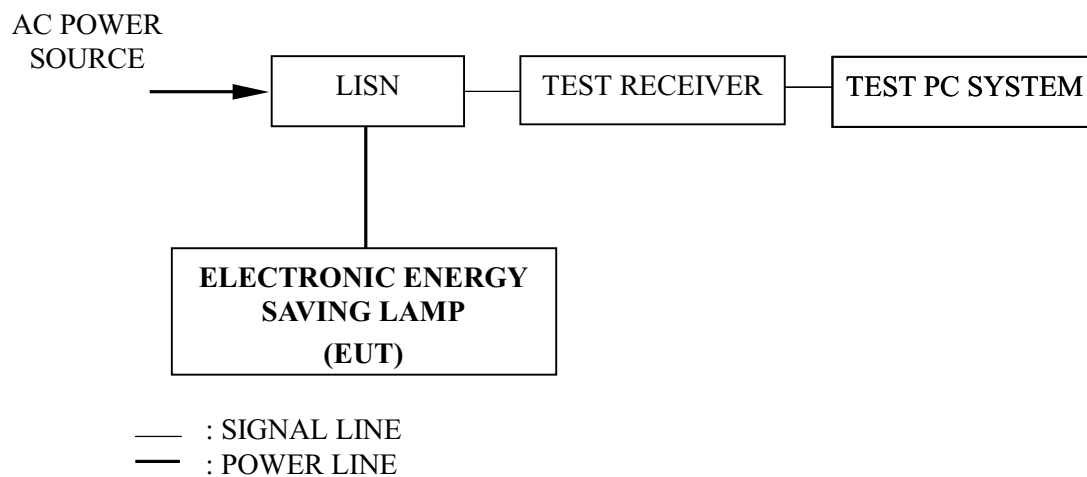 AC POWER
SOURCE
LISN
TEST RECEIVER
TEST PC SYSTEM
ELECTRONIC ENERGY
SAVING LAMP
(EUT)
: SIGNAL LINE
: POWER LINE